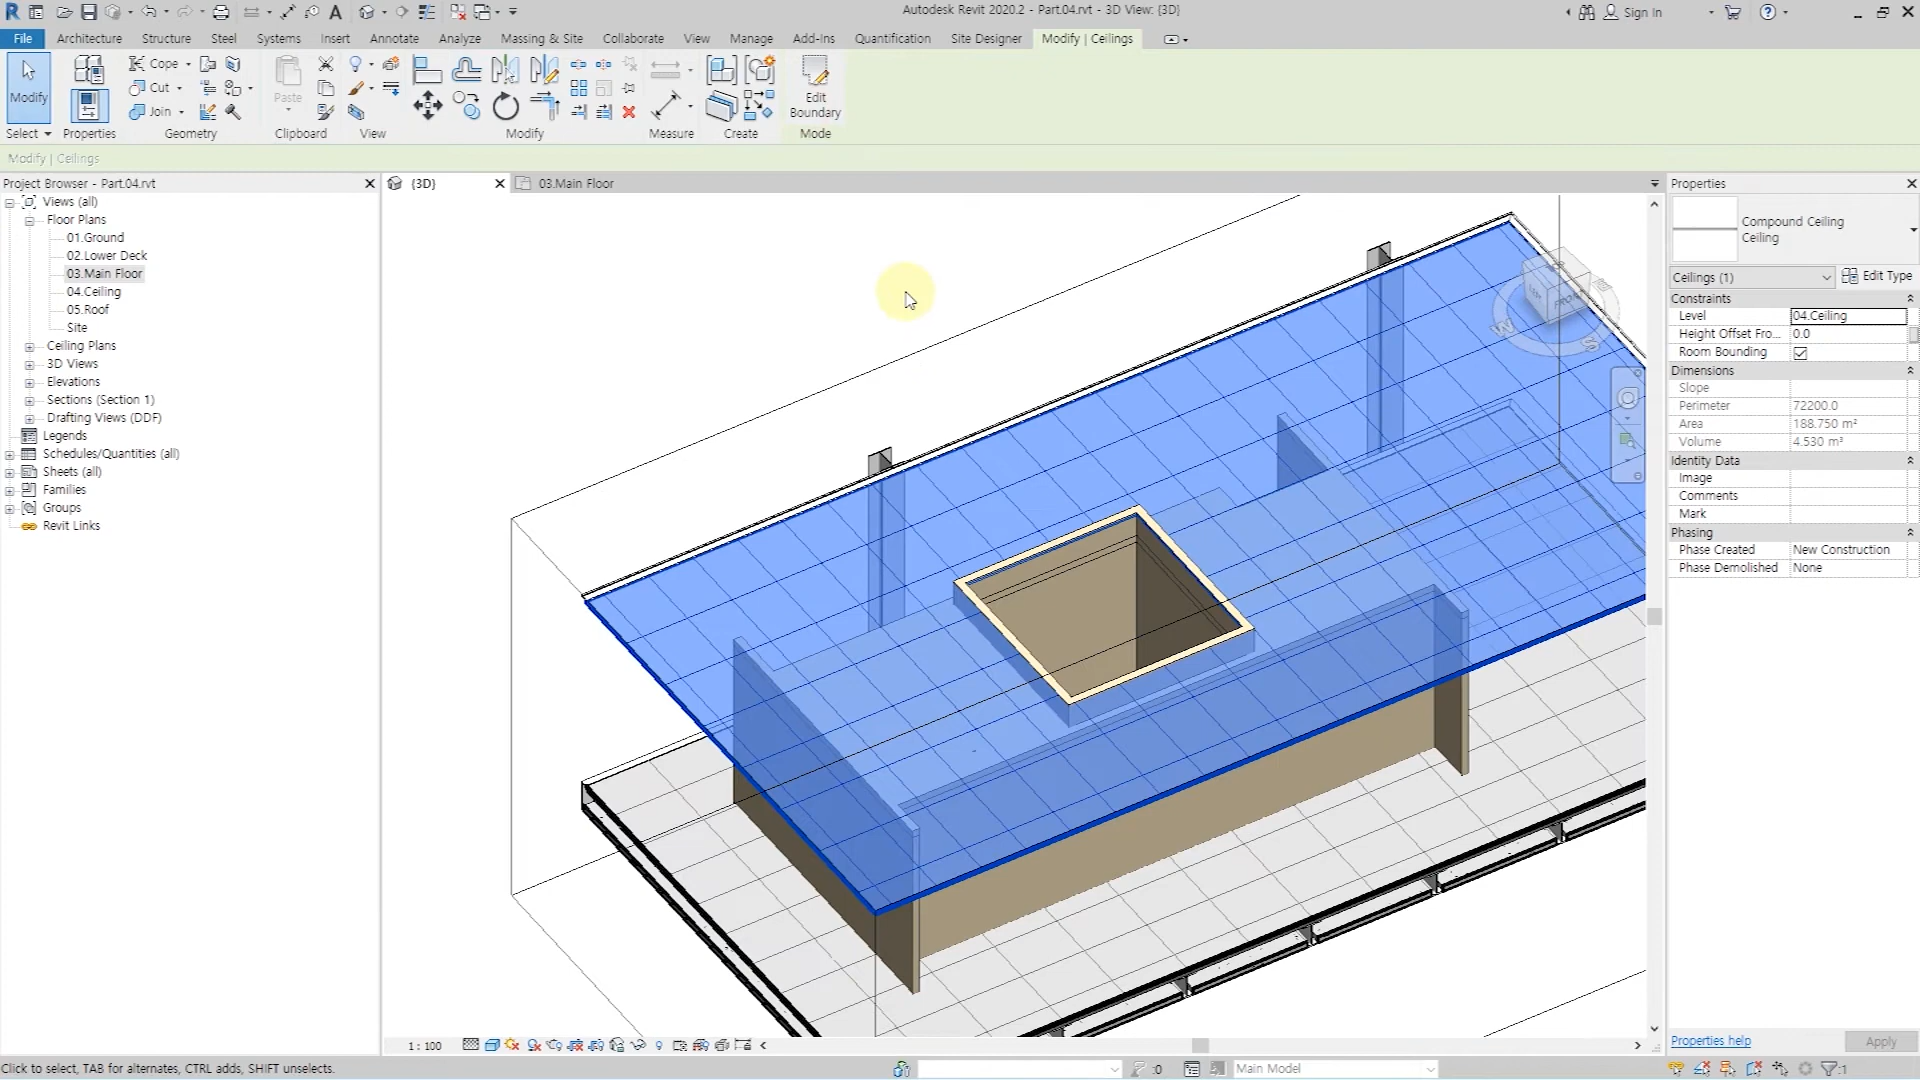 Autodesk Revit 2020.2 - Part.04.rvt - 3D View: {3D}
Sign In
File Architecture Structure Steel Systems Insert Annotate Analyze Massing & Site Collaborate View Manage Add-Ins Quantification Site Designer Modify | Ceilings
Modify
Cope
Cut
Join
Paste
Edit
Boundary
Select Properties Geometry Clipboard View Modify Measure Create Mode
Modify | Ceilings
Project Browser - Part.04.rvt
Views (all)
Floor Plans
01.Ground
02.Lower Deck
03.Main Floor
04.Ceiling
05.Roof
Site
Ceiling Plans
3D Views
Elevations
Sections (Section 1)
Drafting Views (DDF)
Legends
Schedules/Quantities (all)
Sheets (all)
Families
Groups
Revit Links
{3D}
03.Main Floor
FRONT
W
S
Properties
Compound Ceiling
Ceiling
Ceilings (1)
Edit Type
Constraints
Level 04.Ceiling
Height Offset Fro... 0.0
Room Bounding
Dimensions
Slope
Perimeter 72200.0
Area 188.750 m²
Volume 4.530 m³
Identity Data
Image
Comments
Mark
Phasing
Phase Created New Construction
Phase Demolished None
Properties help
Apply
1 : 100
Click to select, TAB for alternates, CTRL adds, SHIFT unselects.
:0
Main Model
:1